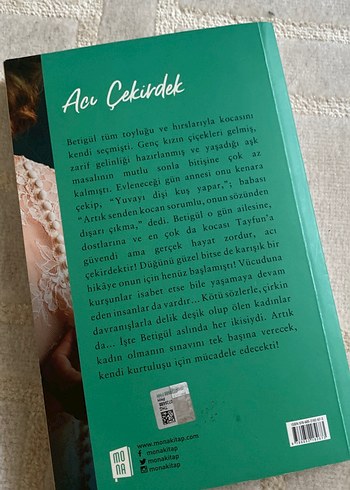 Acı Çekirdek
Betigül tüm toyluğu ve hırslarıyla kocasını
kendi seçmişti. Genç kızın çiçekleri gelmiş,
zarif gelinliği hazırlanmış ve yaşadığı aşk
masalının mutlu sonla bitişine çok az
kalmıştı. Evleneceği gün annesi onu kenara
çekip, “Yuvayı dişi kuş yapar,”; babası
“Artık senden kocan sorumlu, onun sözünden
dışarı çıkma,” dedi. Betigül o gün ailesine,
dostlarına ve en çok da kocası Tayfun’a
güvendi ama gerçek hayat zordur, acı
çekirdektir! Düğünü güzel bitse de karışık bir
hikâye onun için henüz başlamıştı! Vücuduna
kurşunlar isabet etse bile yaşamaya devam
eden insanlar da vardır... Kötü sözlerle, çirkin
davranışlarla delik deşik olup ölen kadınlar
da... İşte Betigül aslında her ikisiydi. Artık
kadın olmanın sınavını tek başına verecek,
kendi kurtuluşu için mücadele edecekti!
MO
NA
www.monakitap.com
monakitap
monakitap
monakitap